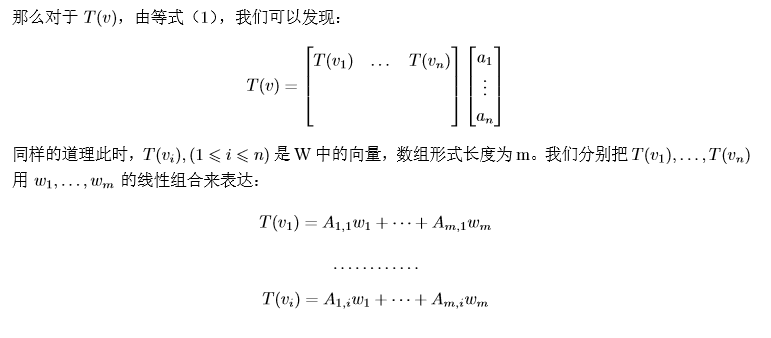 那么对于 T(v)，由等式（1），我们可以发现：
T(v) = [T(v₁) … T(vₙ)] [a₁ ⋮ aₙ]
同样的道理此时，T(vᵢ), (1 ⩽ i ⩽ n) 是 W 中的向量，数组形式长度为 m。我们分别把 T(v₁), …, T(vₙ)
用 w₁, …, wₘ 的线性组合来表达：
T(v₁) = A₁,₁w₁ + ··· + Aₘ,₁wₘ
············
T(vᵢ) = A₁,ᵢw₁ + ··· + Aₘ,ᵢwₘ